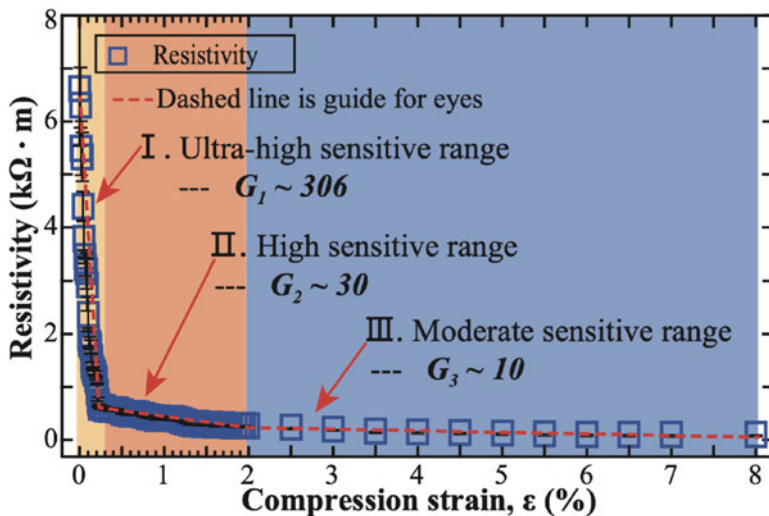 8
6
4
2
0
Resistivity (kΩ · m)
Resistivity
Dashed line is guide for eyes
Ⅰ. Ultra-high sensitive range
--- G₁ ~ 306
Ⅱ. High sensitive range
--- G₂ ~ 30
Ⅲ. Moderate sensitive range
--- G₃ ~ 10
0 1 2 3 4 5 6 7 8
Compression strain, ε (%)